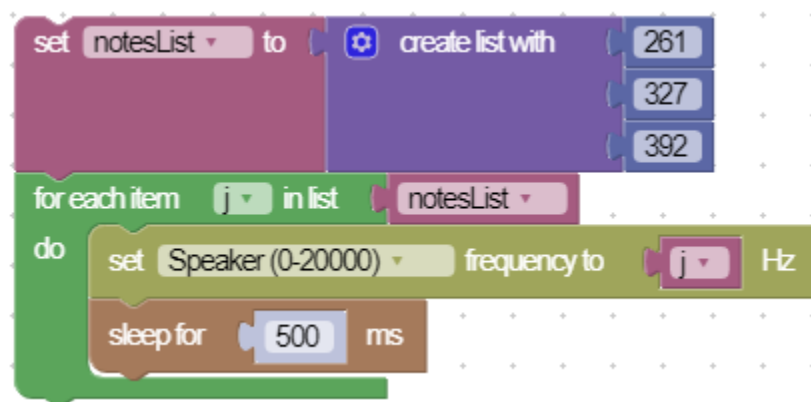 set notesList to create list with 261
327
392
for each item j in list notesList
do set Speaker (0-20000) frequency to j Hz
sleep for 500 ms